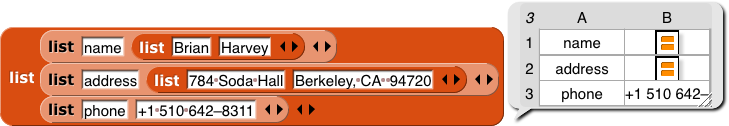 list name list Brian Harvey
list list address list 784 Soda Hall Berkeley, CA  94720
list phone +1 510 642–8311
3 A B
1 name
2 address
3 phone +1 510 642–